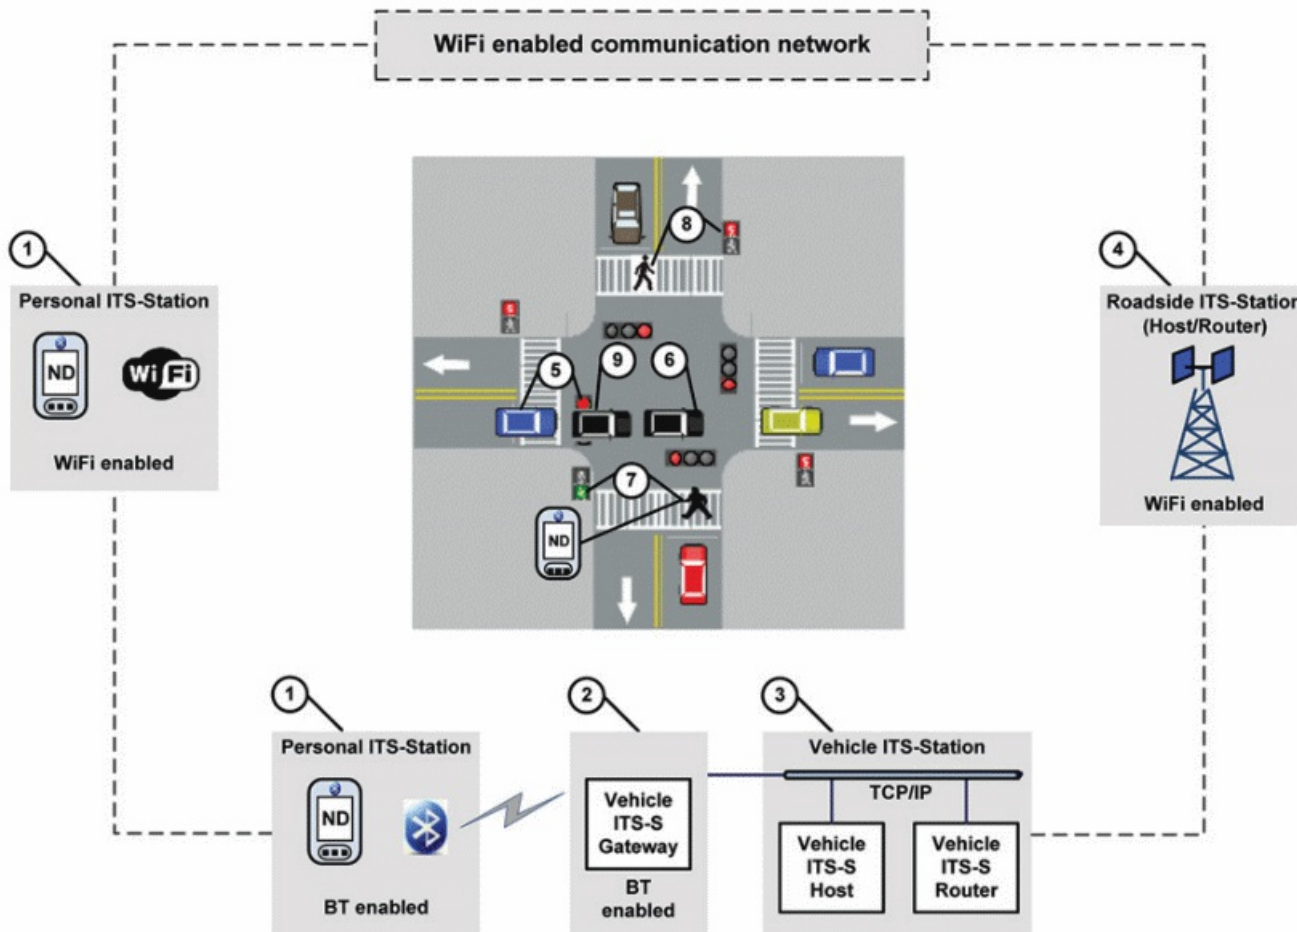 WiFi enabled communication network
1
Personal ITS-Station
ND
WiFi
WiFi enabled
8
5
9
6
7
ND
4
Roadside ITS-Station
(Host/Router)
WiFi enabled
1
Personal ITS-Station
ND
BT enabled
2
Vehicle
ITS-S
Gateway
BT
enabled
3
Vehicle ITS-Station
TCP/IP
Vehicle
ITS-S
Host
Vehicle
ITS-S
Router